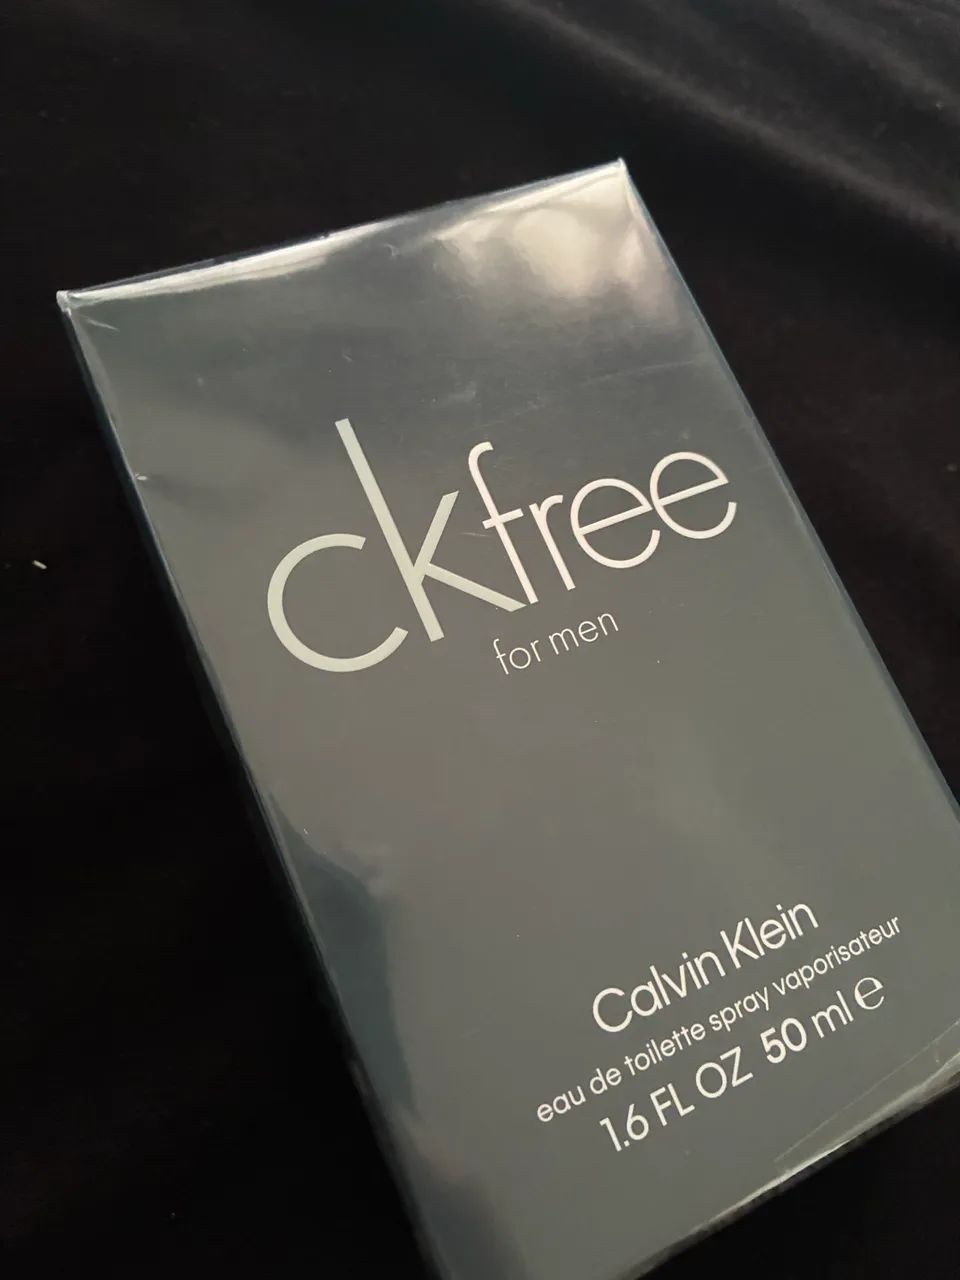 ckfree
for men
Calvin Klein
eau de toilette spray vaporisateur
1.6 FL OZ 50 ml ℮